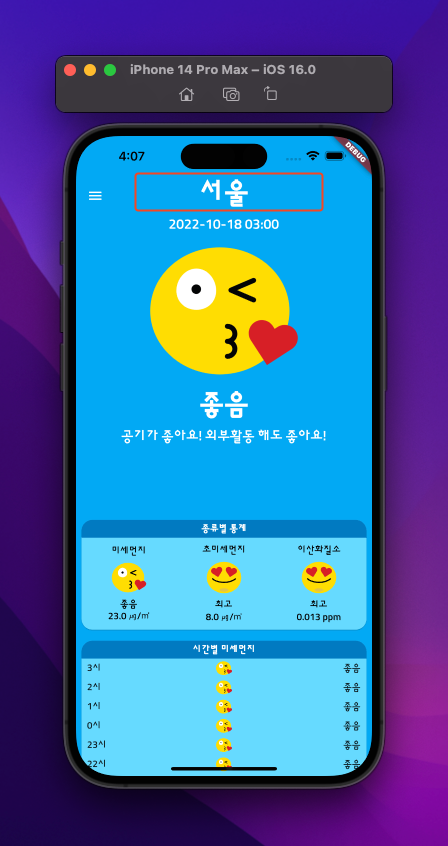 iPhone 14 Pro Max – iOS 16.0
4:07
DEBUG
서울
2022-10-18 03:00
좋음
공기가 좋아요! 외부활동 해도 좋아요!
종류별 통계
미세먼지 초미세먼지 이산화질소
좋음 최고 최고
23.0 ㎍/㎥ 8.0 ㎍/㎥ 0.013 ppm
시간별 미세먼지
3시 좋음
2시 좋음
1시 좋음
0시 좋음
23시 좋음
22시 좋음